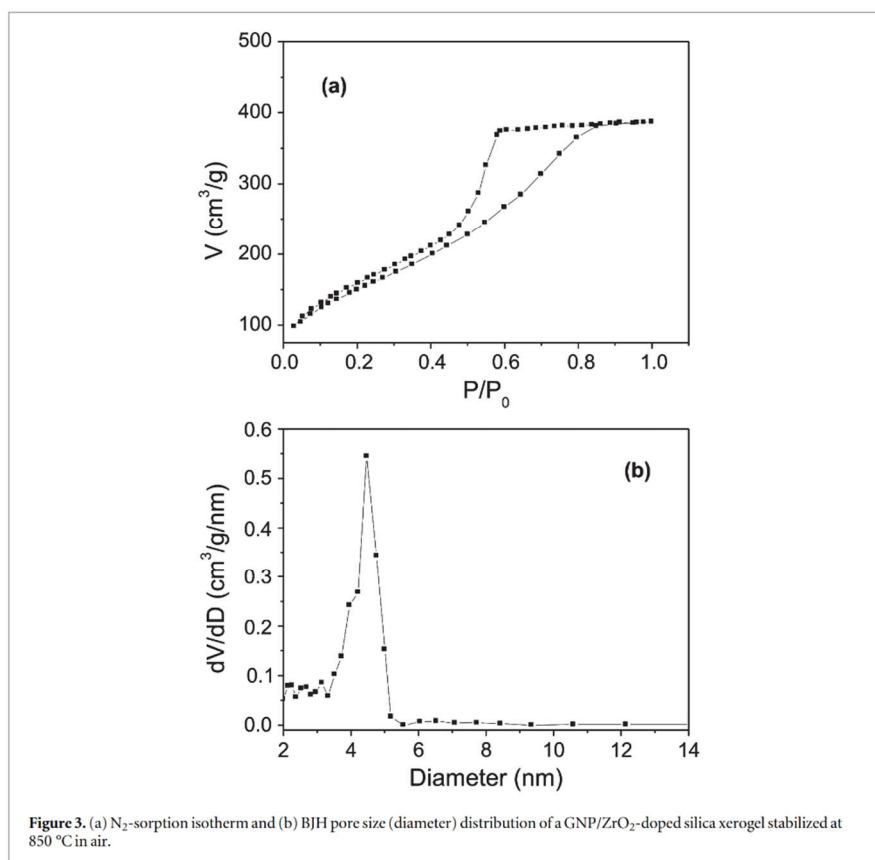 500
(a)
400
300
200
100
V (cm³/g)
0.0 0.2 0.4 0.6 0.8 1.0
P/P₀
0.6
(b)
0.5
0.4
0.3
0.2
0.1
0.0
dV/dD (cm³/g/nm)
2 4 6 8 10 12 14
Diameter (nm)
Figure 3. (a) N₂-sorption isotherm and (b) BJH pore size (diameter) distribution of a GNP/ZrO₂-doped silica xerogel stabilized at
850 °C in air.